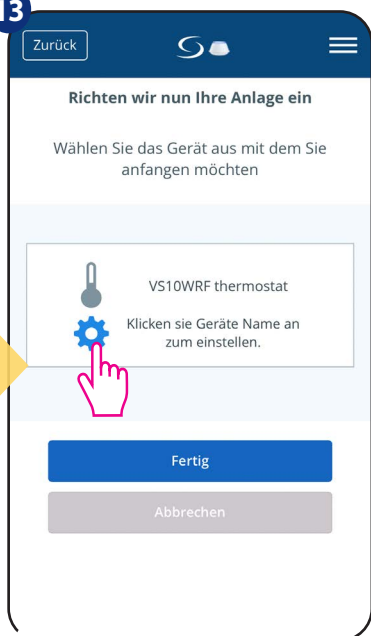 13
Zurück
Richten wir nun Ihre Anlage ein
Wählen Sie das Gerät aus mit dem Sie
anfangen möchten
VS10WRF thermostat
Klicken sie Geräte Name an
zum einstellen.
Fertig
Abbrechen